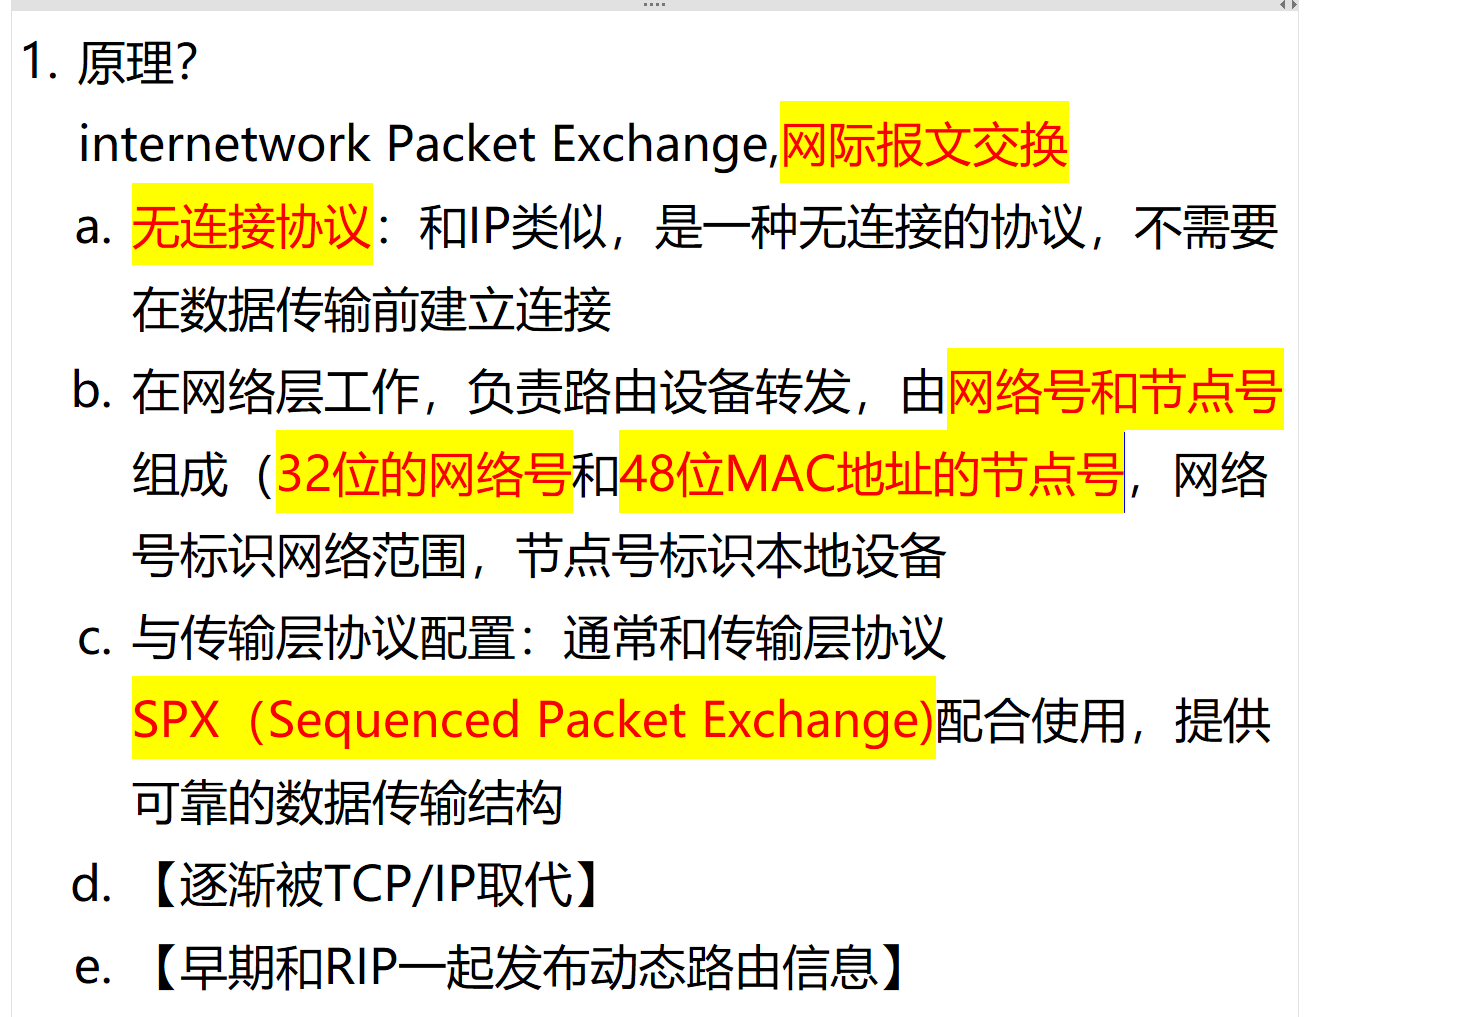 1. 原理？
internetwork Packet Exchange,网际报文交换
a. 无连接协议：和IP类似，是一种无连接的协议，不需要
在数据传输前建立连接
b. 在网络层工作，负责路由设备转发，由网络号和节点号
组成（32位的网络号和48位MAC地址的节点号，网络
号标识网络范围，节点号标识本地设备
c. 与传输层协议配置：通常和传输层协议
SPX（Sequenced Packet Exchange)配合使用，提供
可靠的数据传输结构
d. 【逐渐被TCP/IP取代】
e. 【早期和RIP一起发布动态路由信息】